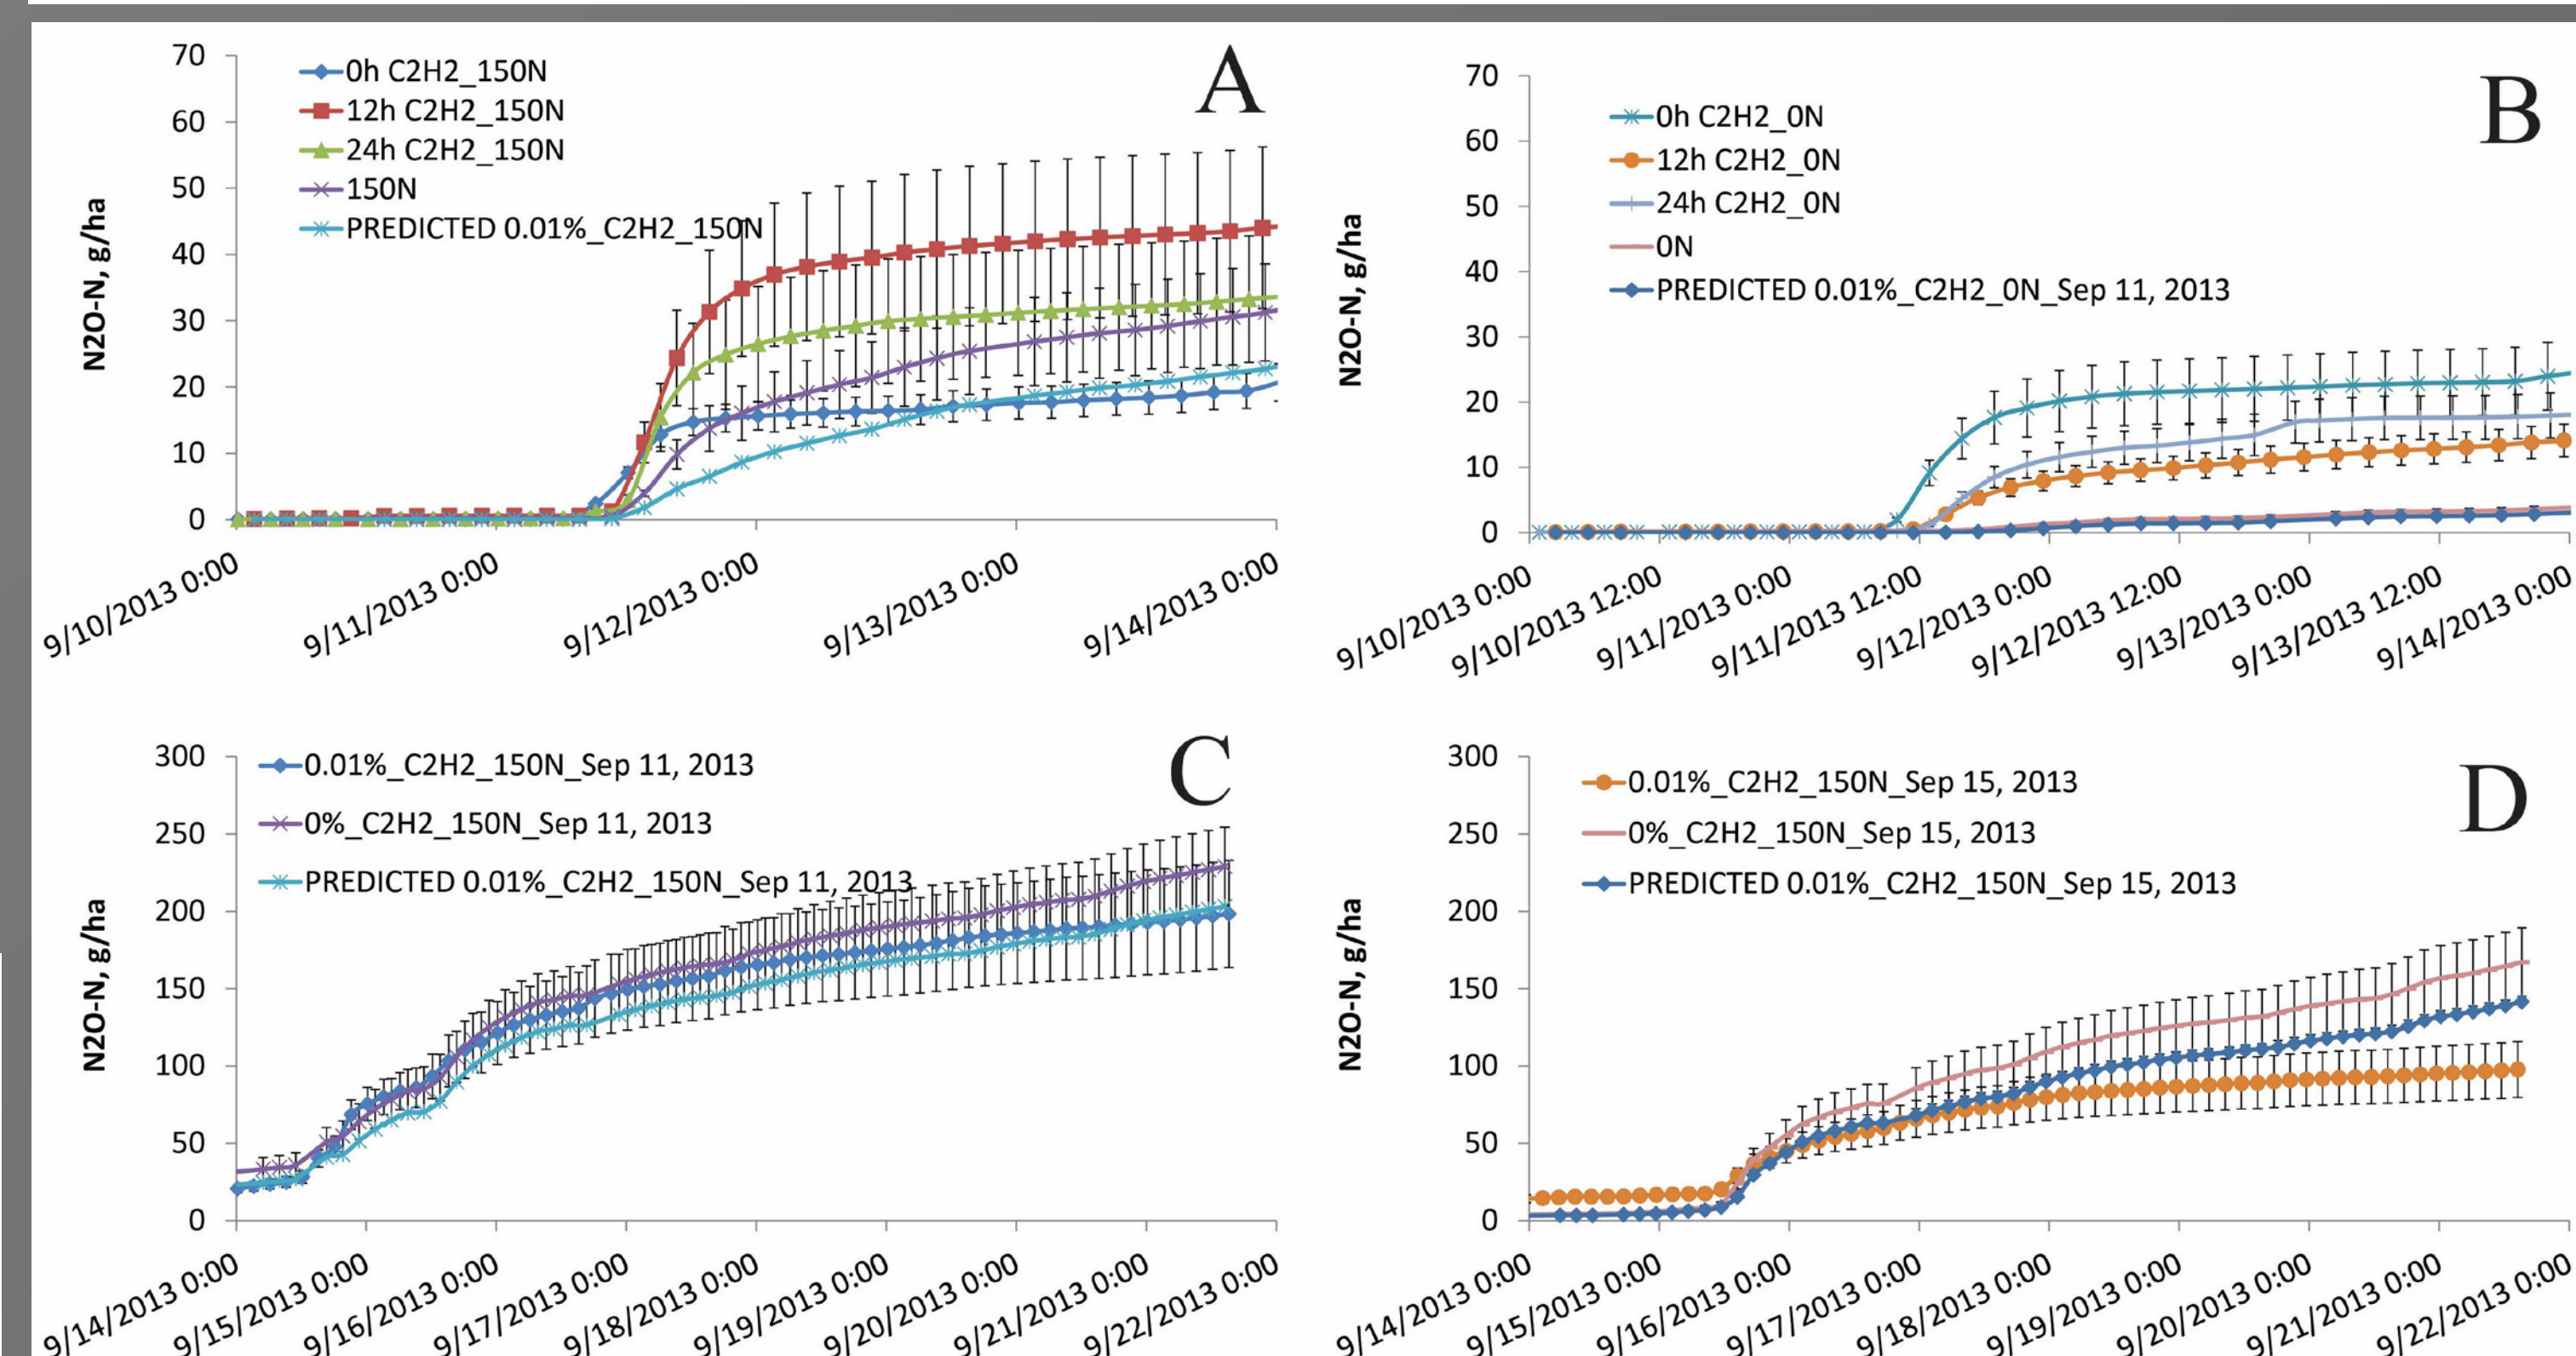 A
70
60
50
40
30
20
10
0
N2O-N, g/ha
0h C2H2_150N
12h C2H2_150N
24h C2H2_150N
150N
PREDICTED 0.01%_C2H2_150N
9/10/2013 0:00
9/11/2013 0:00
9/12/2013 0:00
9/13/2013 0:00
9/14/2013 0:00
B
70
60
50
40
30
20
10
0
N2O-N, g/ha
0h C2H2_0N
12h C2H2_0N
24h C2H2_0N
0N
PREDICTED 0.01%_C2H2_0N_Sep 11, 2013
9/10/2013 0:00
9/10/2013 12:00
9/11/2013 0:00
9/11/2013 12:00
9/12/2013 0:00
9/12/2013 12:00
9/13/2013 0:00
9/13/2013 12:00
9/14/2013 0:00
C
300
250
200
150
100
50
0
N2O-N, g/ha
0.01%_C2H2_150N_Sep 11, 2013
0%_C2H2_150N_Sep 11, 2013
PREDICTED 0.01%_C2H2_150N_Sep 11, 2013
9/14/2013 0:00
9/15/2013 0:00
9/16/2013 0:00
9/17/2013 0:00
9/18/2013 0:00
9/19/2013 0:00
9/20/2013 0:00
9/21/2013 0:00
9/22/2013 0:00
D
300
250
200
150
100
50
0
N2O-N, g/ha
0.01%_C2H2_150N_Sep 15, 2013
0%_C2H2_150N_Sep 15, 2013
PREDICTED 0.01%_C2H2_150N_Sep 15, 2013
9/14/2013 0:00
9/15/2013 0:00
9/16/2013 0:00
9/17/2013 0:00
9/18/2013 0:00
9/19/2013 0:00
9/20/2013 0:00
9/21/2013 0:00
9/22/2013 0:00